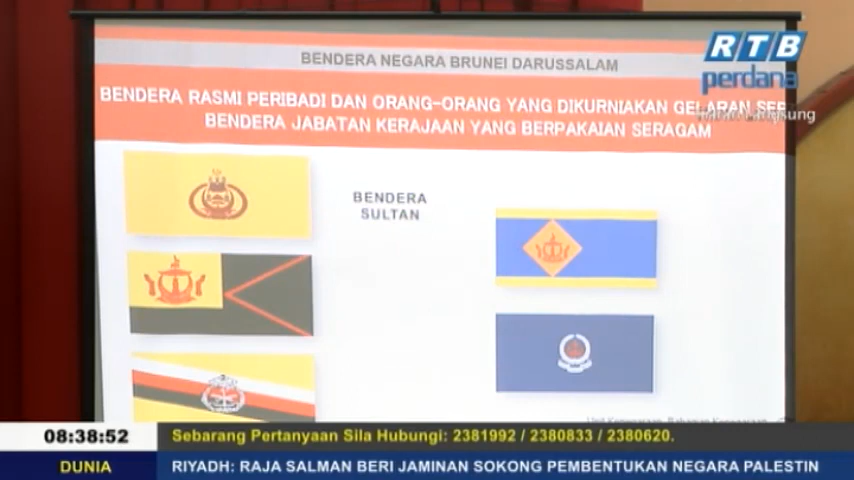 RTB
perdana
BENDERA NEGARA BRUNEI DARUSSALAM
BENDERA RASMI PERIBADI DAN ORANG-ORANG YANG DIKURNIAKAN GELARAN
BENDERA JABATAN KERAJAAN YANG BERPAKAIAN SERAGAM
BENDERA
SULTAN
08:38:52
Sebarang Pertanyaan Sila Hubungi: 2381992 / 2380833 / 2380620.
DUNIA
RIYADH: RAJA SALMAN BERI JAMINAN SOKONG PEMBENTUKAN NEGARA PALESTIN